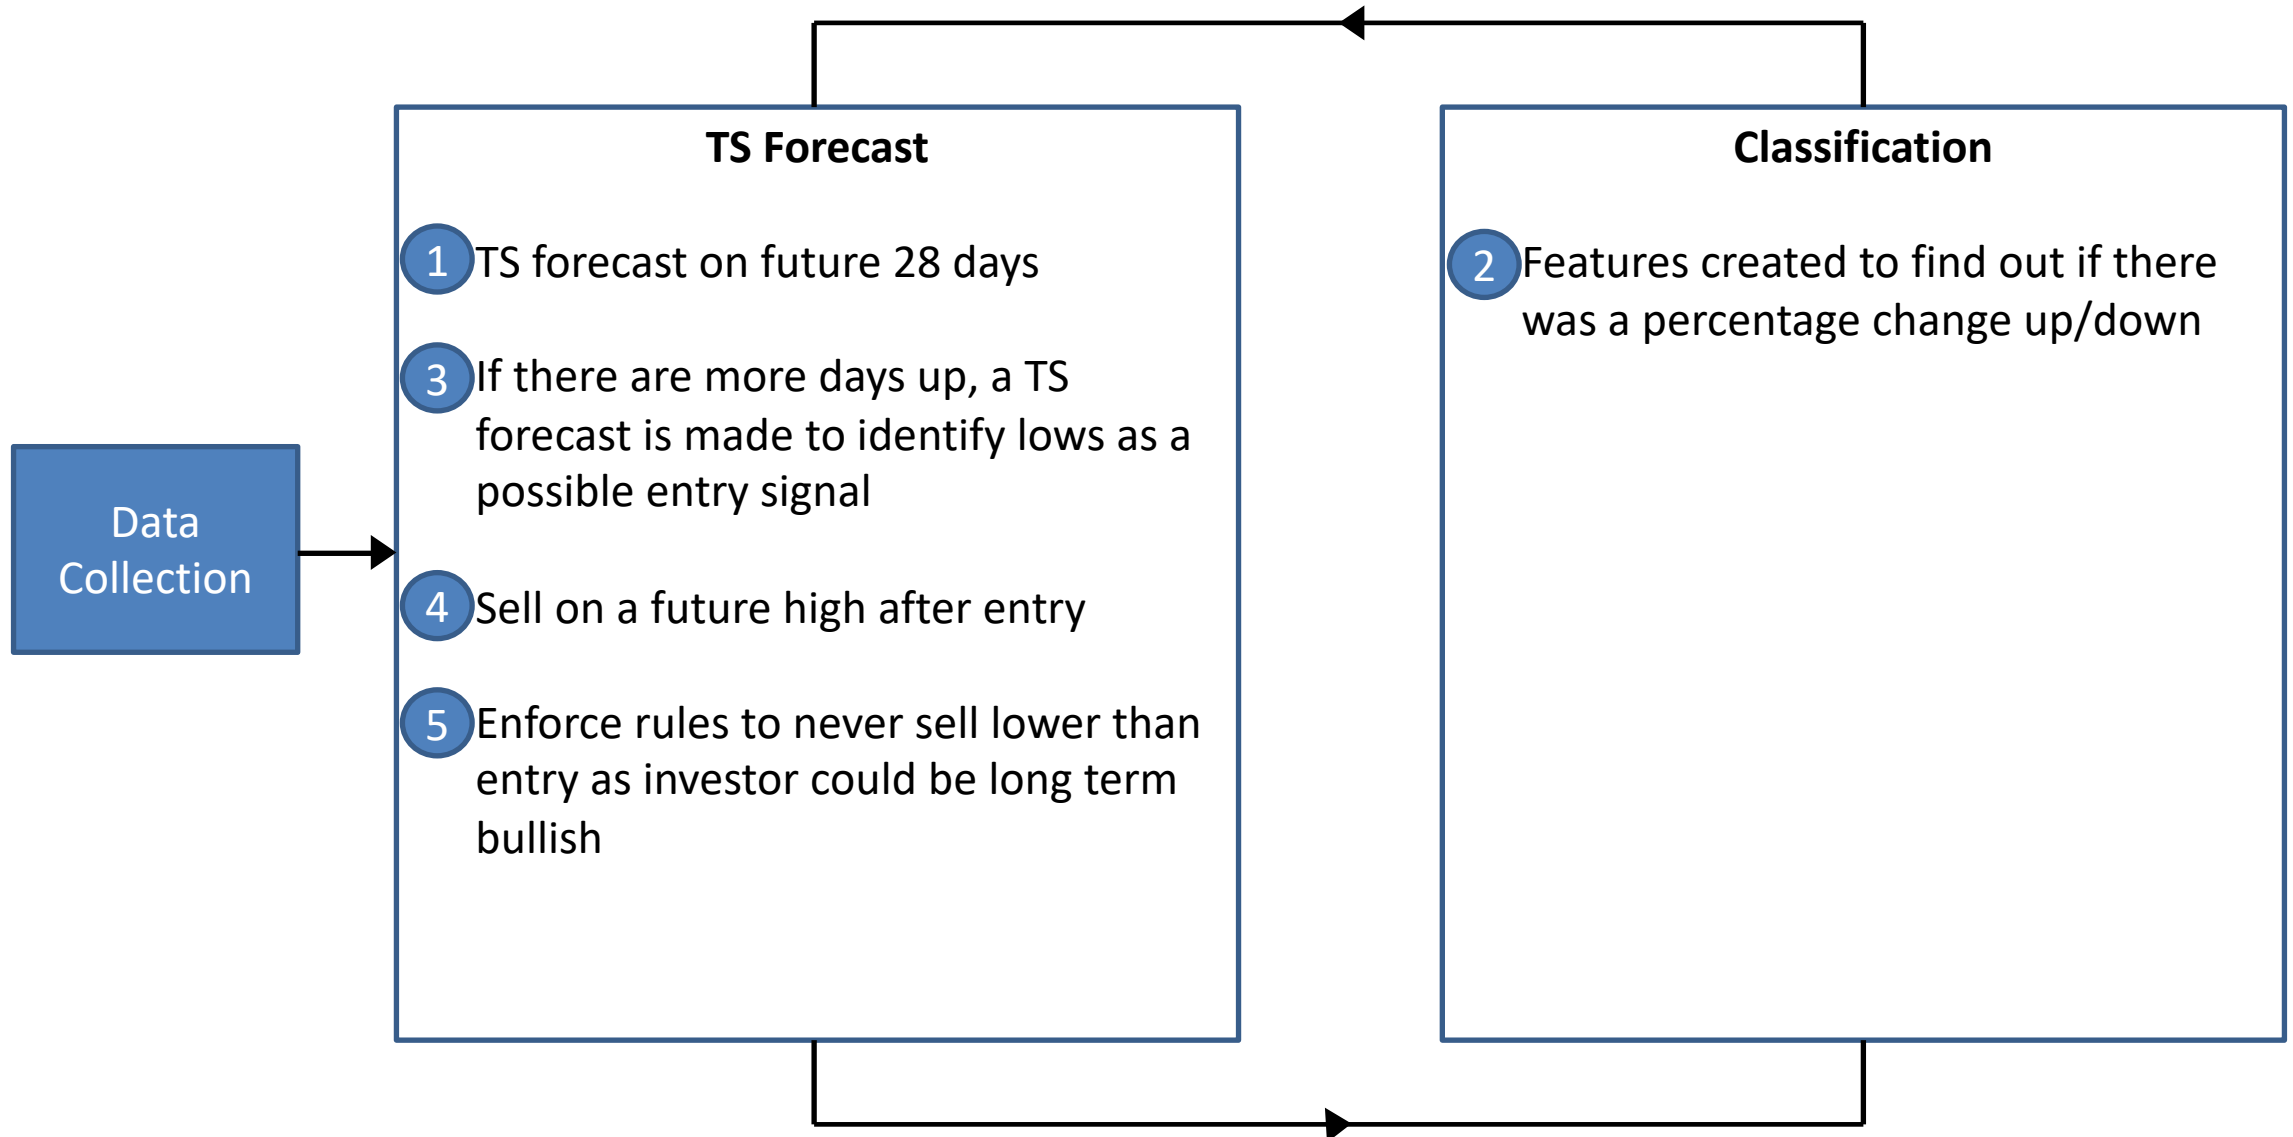 TS Forecast
1 TS forecast on future 28 days
3 If there are more days up, a TS
forecast is made to identify lows as a
possible entry signal
4 Sell on a future high after entry
5 Enforce rules to never sell lower than
entry as investor could be long term
bullish
Classification
2 Features created to find out if there
was a percentage change up/down
Data
Collection